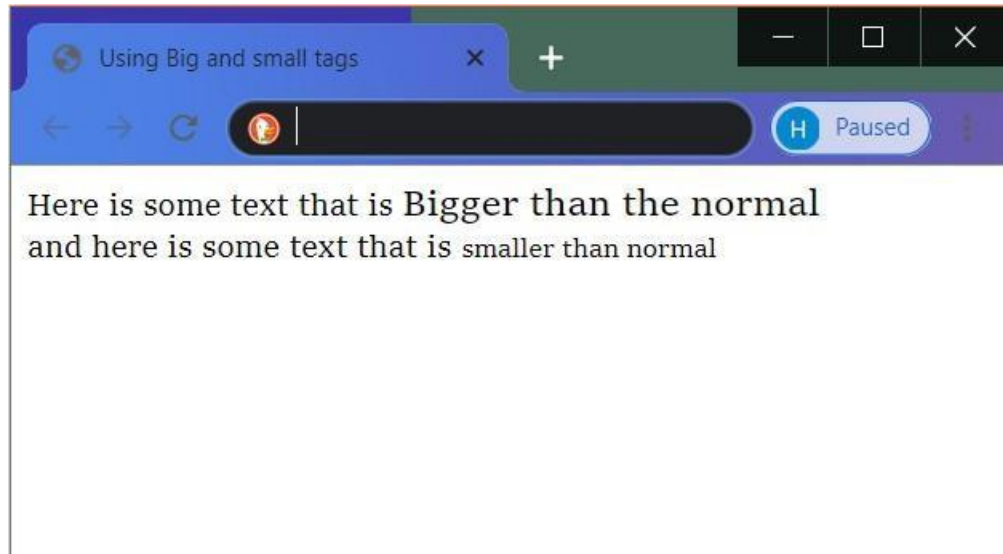 Using Big and small tags
H Paused
Here is some text that is Bigger than the normal
and here is some text that is smaller than normal